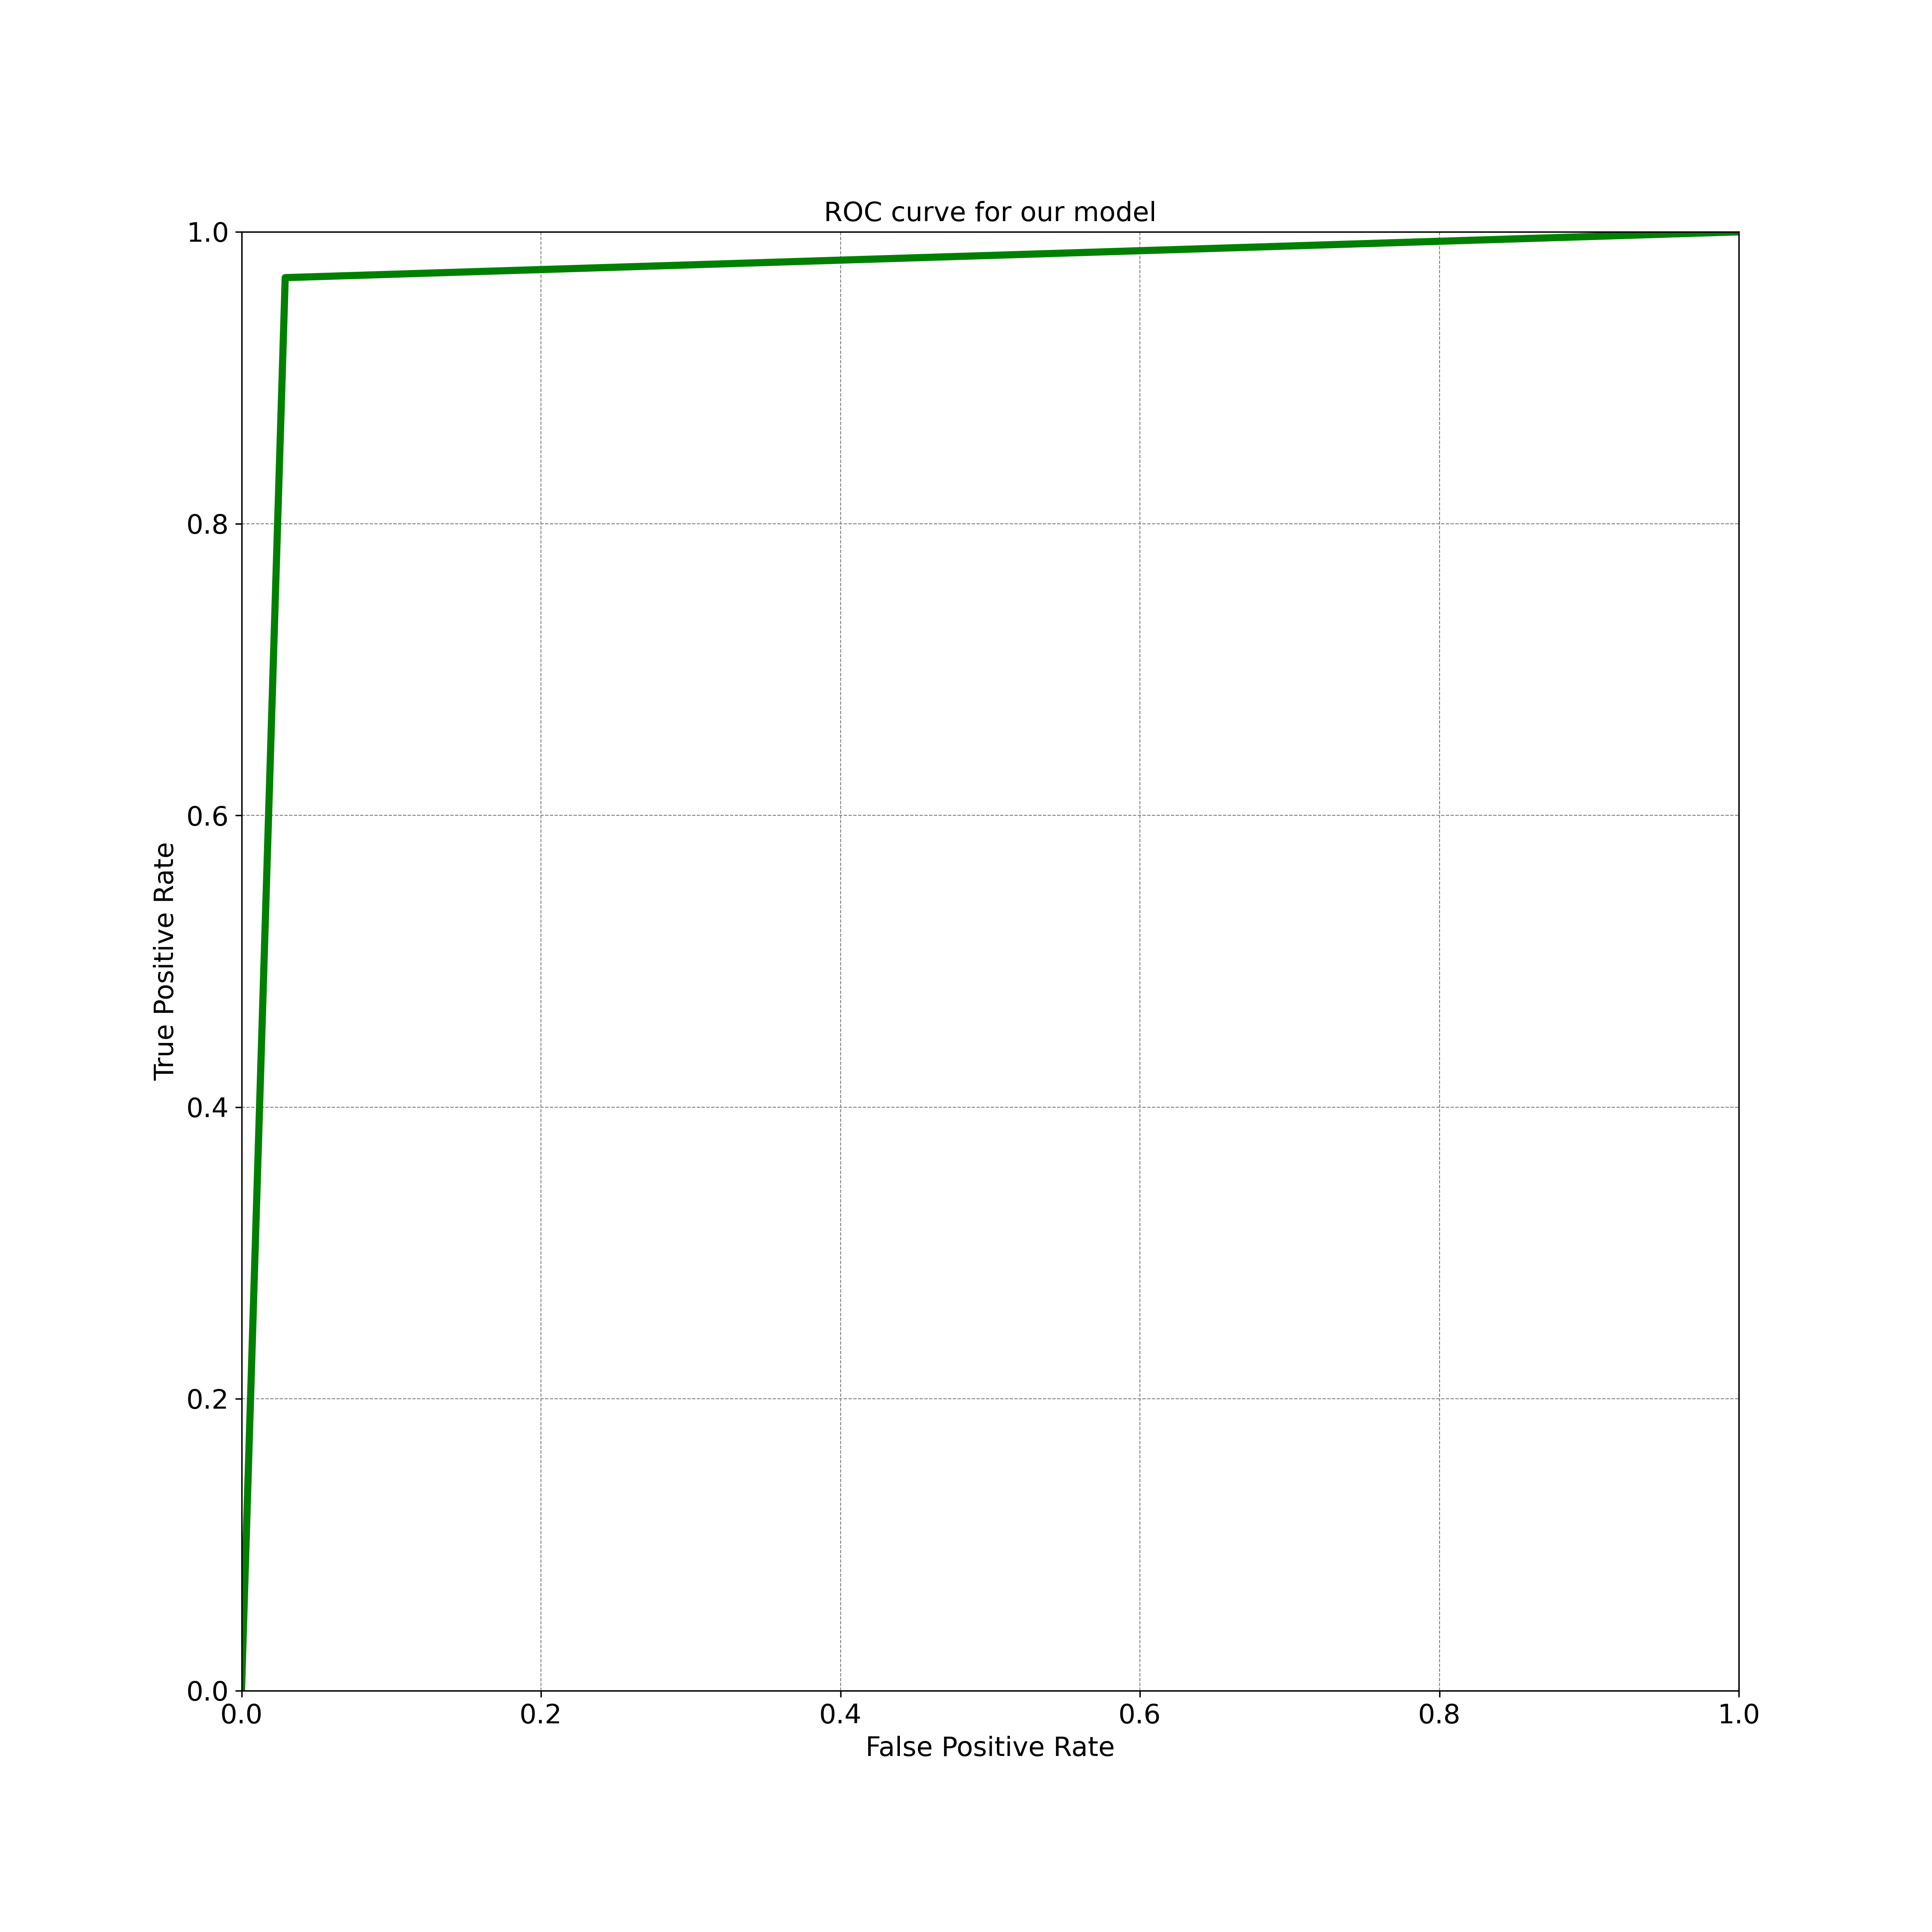 ROC curve for our model
1.0
0.8
0.6
0.4
0.2
0.0
True Positive Rate
0.0 0.2 0.4 0.6 0.8 1.0
False Positive Rate